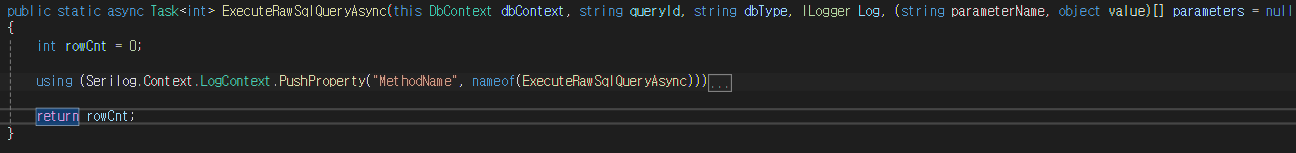 public static async Task<int> ExecuteRawSqlQueryAsync(this DbContext dbContext, string queryId, string dbType, ILogger Log, (string parameterName, object value)[] parameters = null
{
int rowCnt = 0;
using (Serilog.Context.LogContext.PushProperty("MethodName", nameof(ExecuteRawSqlQueryAsync)))...
return rowCnt;
}